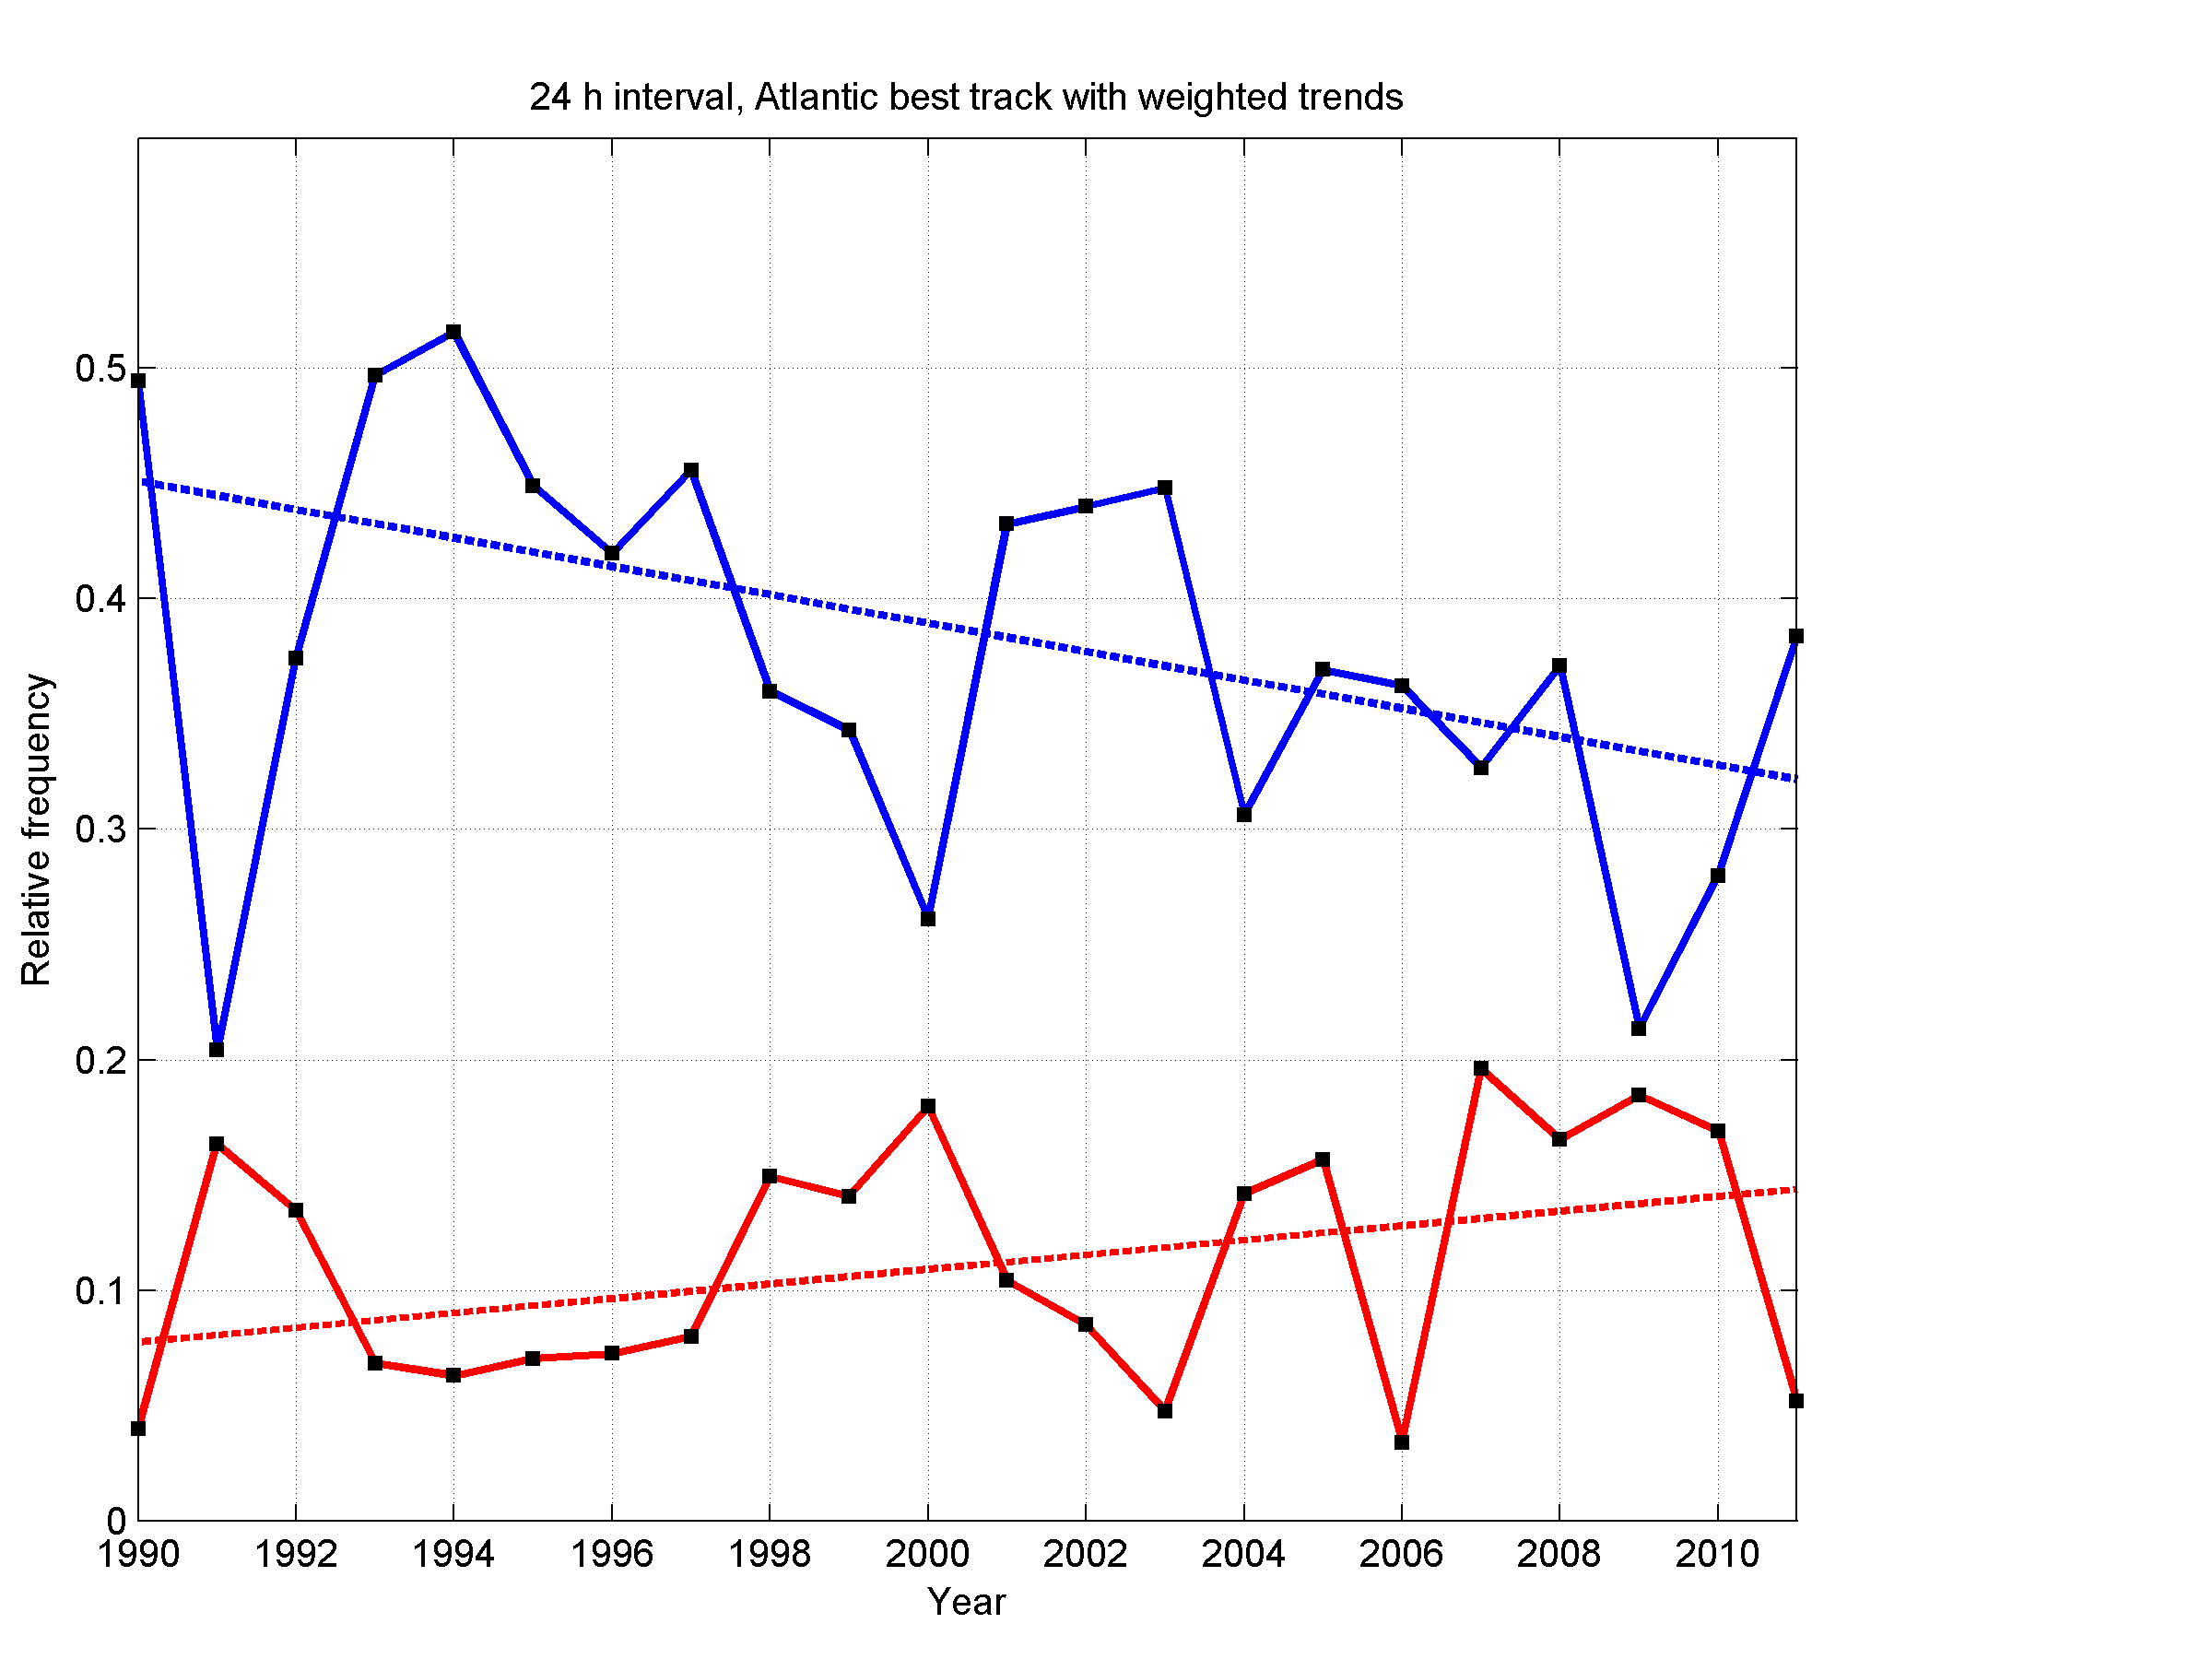 24 h interval, Atlantic best track with weighted trends
0.5
0.4
0.3
0.2
0.1
0
Relative frequency
1990 1992 1994 1996 1998 2000 2002 2004 2006 2008 2010
Year